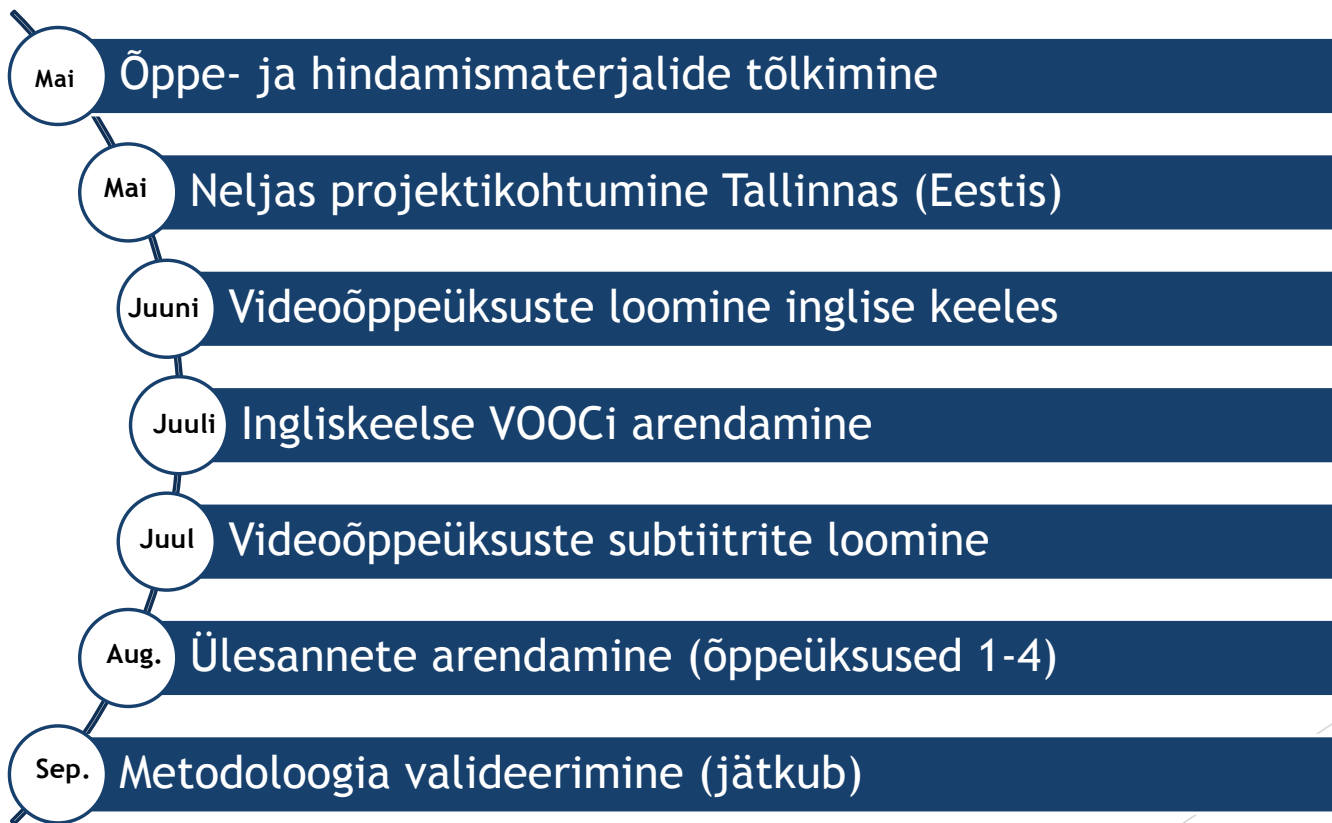 Mai
Õppe- ja hindamismaterjalide tõlkimine
Mai
Neljas projektikohtumine Tallinnas (Eestis)
Juuni
Videoõppeüksuste loomine inglise keeles
Juuli
Ingliskeelse VOOCi arendamine
Juul
Videoõppeüksuste subtiitrite loomine
Aug.
Ülesannete arendamine (õppeüksused 1-4)
Sep.
Metodoloogia valideerimine (jätkub)